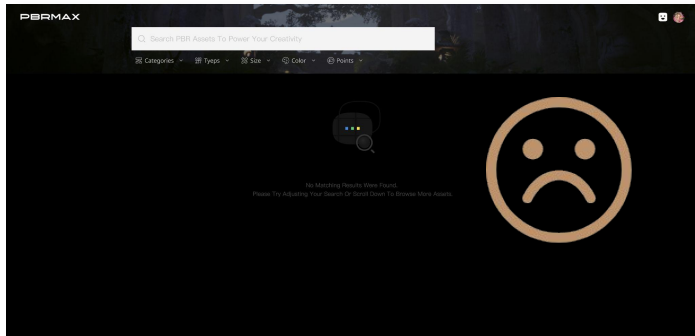 PBRMAX
Search PBR Assets To Power Your Creativity
Categories Tyeps Size Color Points
No Matching Results Were Found.
Please Try Adjusting Your Search Or Scroll Down To Browse More Assets.